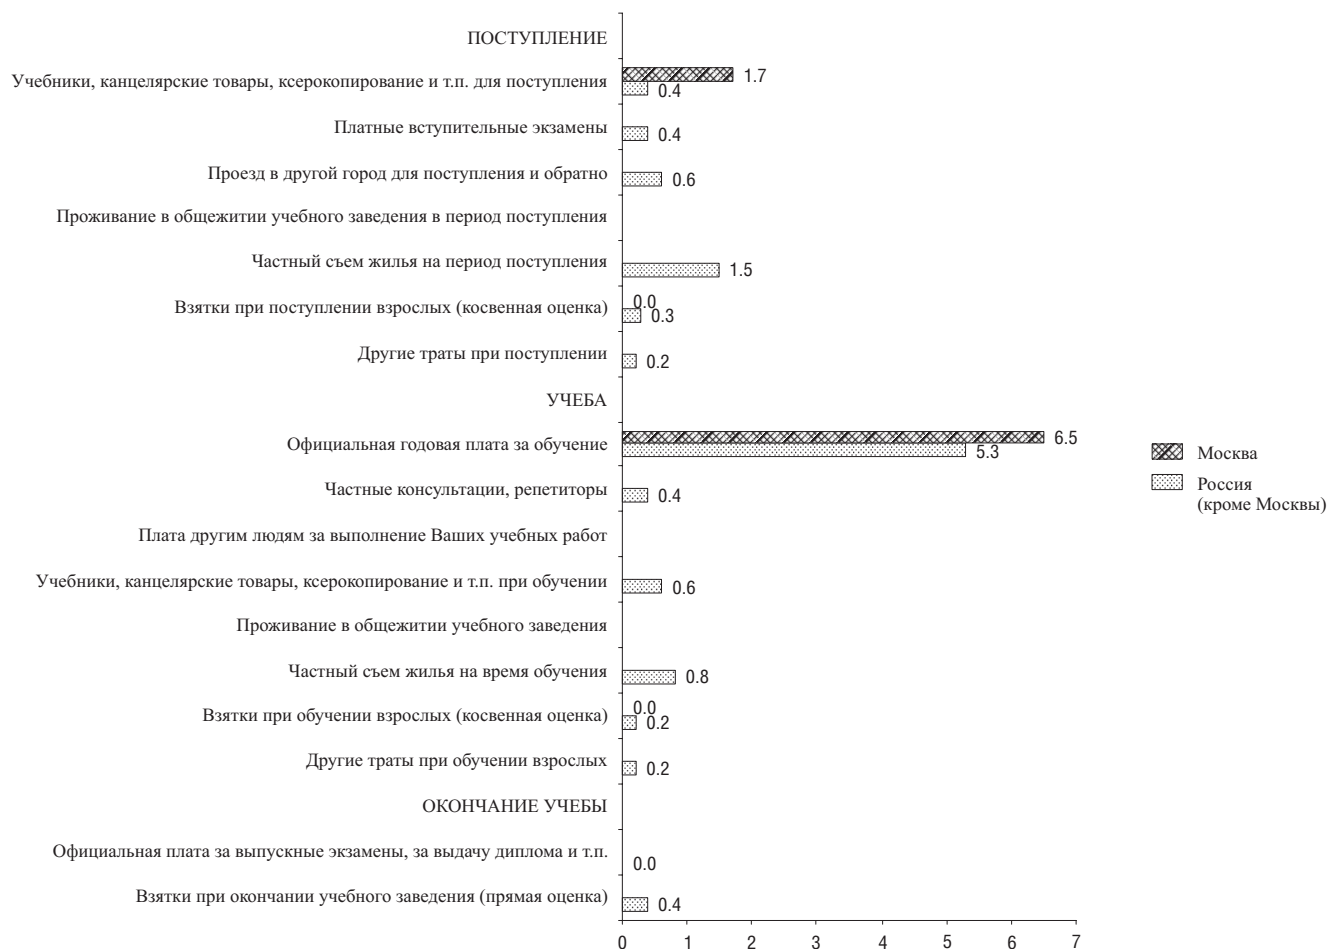 ПОСТУПЛЕНИЕ
Учебники, канцелярские товары, ксерокопирование и т.п. для поступления
1.7
0.4
Платные вступительные экзамены
0.4
Проезд в другой город для поступления и обратно
0.6
Проживание в общежитии учебного заведения в период поступления
Частный съем жилья на период поступления
1.5
Взятки при поступлении взрослых (косвенная оценка)
0.0
0.3
Другие траты при поступлении
0.2
УЧЕБА
Официальная годовая плата за обучение
6.5
5.3
Частные консультации, репетиторы
0.4
Плата другим людям за выполнение Ваших учебных работ
Учебники, канцелярские товары, ксерокопирование и т.п. при обучении
0.6
Проживание в общежитии учебного заведения
Частный съем жилья на время обучения
0.8
Взятки при обучении взрослых (косвенная оценка)
0.0
0.2
Другие траты при обучении взрослых
0.2
ОКОНЧАНИЕ УЧЕБЫ
Официальная плата за выпускные экзамены, за выдачу диплома и т.п.
0.0
Взятки при окончании учебного заведения (прямая оценка)
0.4
0 1 2 3 4 5 6 7
Москва
Россия
(кроме Москвы)